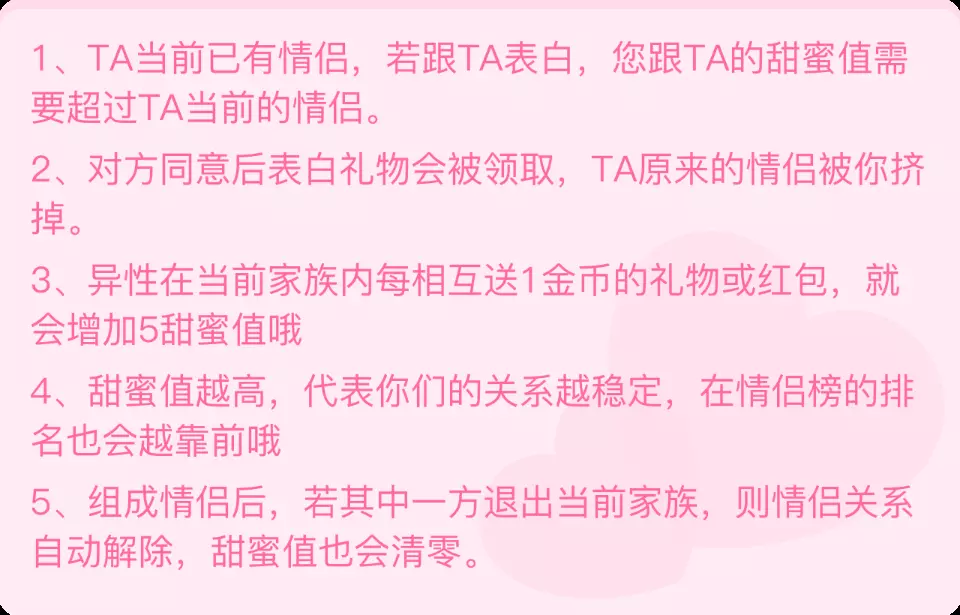 1、TA当前已有情侣，若跟TA表白，您跟TA的甜蜜值需
要超过TA当前的情侣。
2、对方同意后表白礼物会被领取，TA原来的情侣被你挤
掉。
3、异性在当前家族内每相互送1金币的礼物或红包，就
会增加5甜蜜值哦
4、甜蜜值越高，代表你们的关系越稳定，在情侣榜的排
名也会越靠前哦
5、组成情侣后，若其中一方退出当前家族，则情侣关系
自动解除，甜蜜值也会清零。